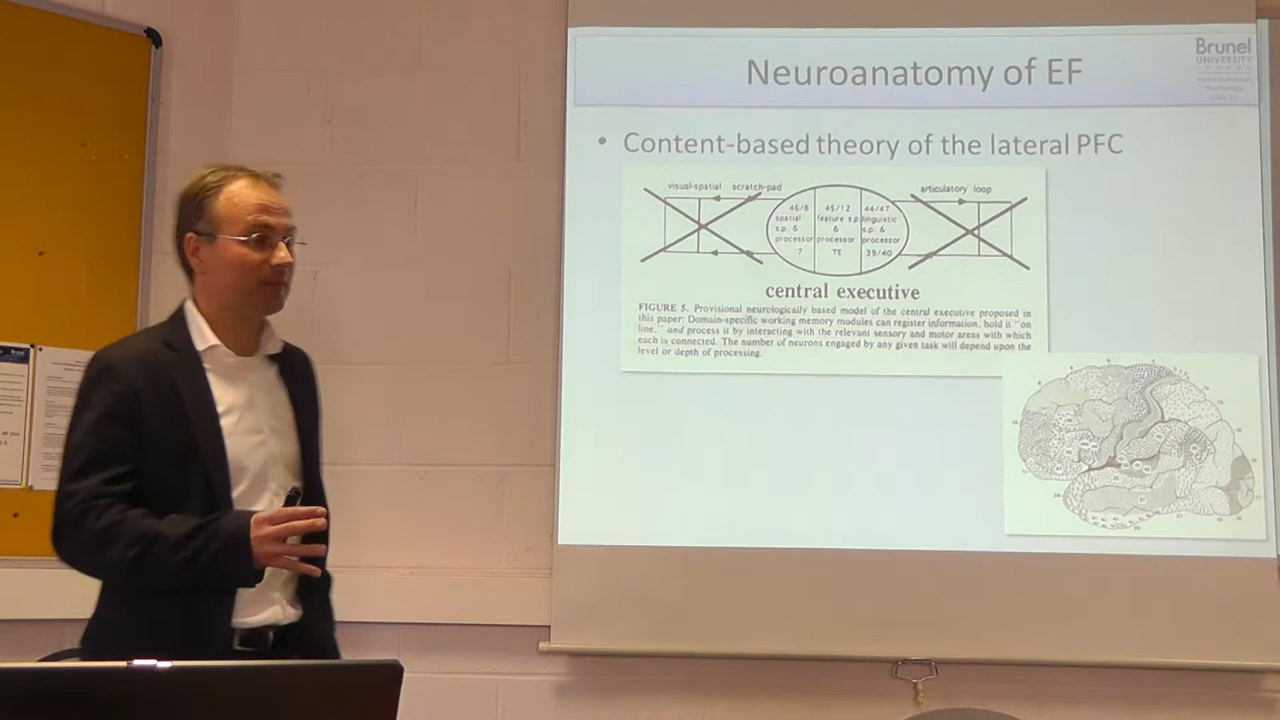 Neuroanatomy of EF
Brunel
UNIVERSITY
LONDON
• Content-based theory of the lateral PFC
visual-spatial scratch-pad
articulatory loop
46/8 45/12 44/47
spatial feature s.p. linguistic
s.p. & & s.p. &
processor processor processor
7 TE 39/40
central executive
FIGURE 5. Provisional neurologically based model of the central executive proposed in
this paper: Domain-specific working memory modules can register information, hold it "on
line," and process it by interacting with the relevant sensory and motor areas with which
each is connected. The number of neurons engaged by any given task will depend upon the
level or depth of processing.